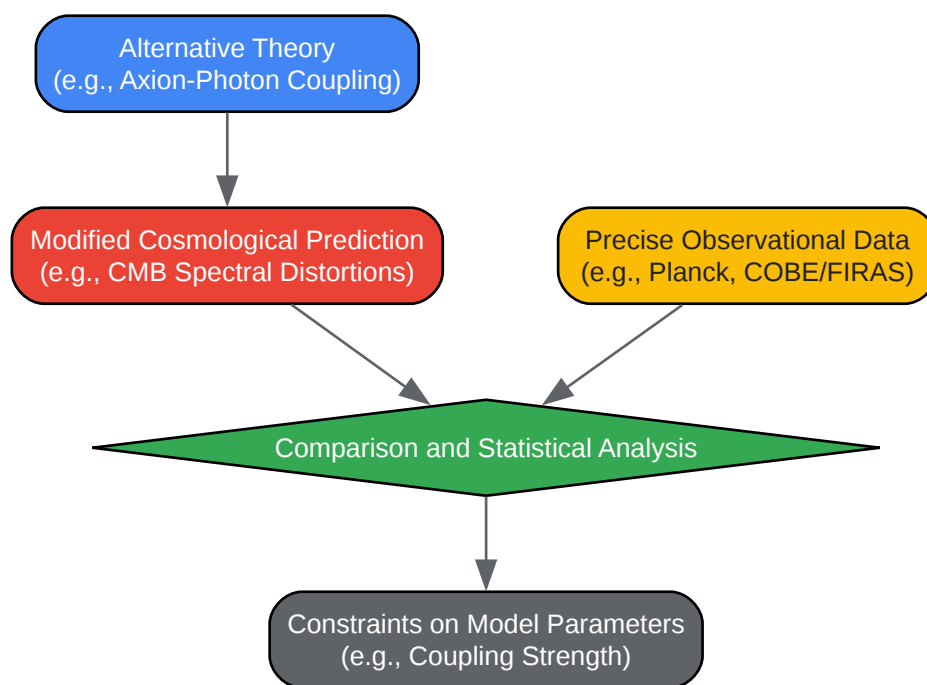 Alternative Theory
(e.g., Axion-Photon Coupling)
Modified Cosmological Prediction
(e.g., CMB Spectral Distortions)
Precise Observational Data
(e.g., Planck, COBE/FIRAS)
Comparison and Statistical Analysis
Constraints on Model Parameters
(e.g., Coupling Strength)